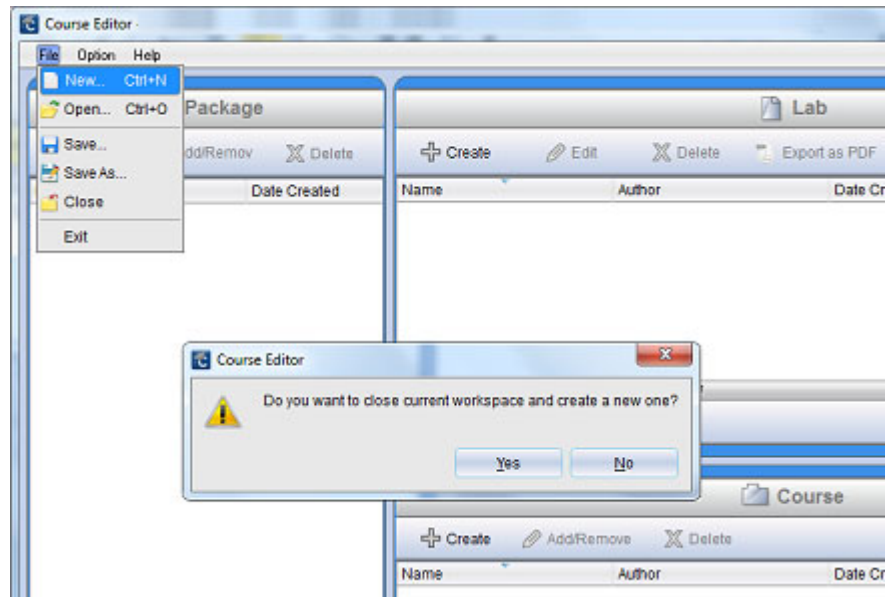 Course Editor -
File Option Help
New... Ctrl+N
Open... Ctrl+O
Save...
Save As...
Close
Exit
Package
dd/Remov Delete
Date Created
Lab
Create Edit Delete Export as PDF
Name Author Date Cr
Course Editor
Do you want to close current workspace and create a new one?
Yes No
Course
Create Add/Remove Delete
Name Author Date Cr